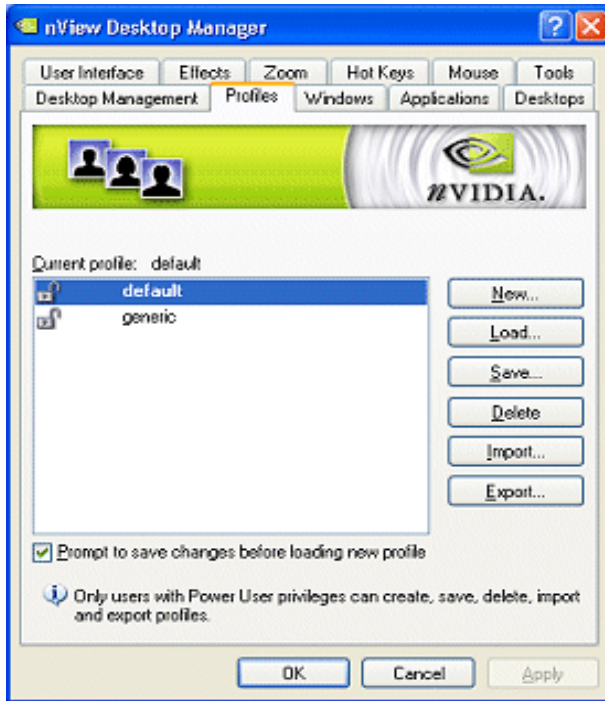 nView Desktop Manager
User Interface Effects Zoom Hot Keys Mouse Tools
Desktop Management Profiles Windows Applications Desktops
nVIDIA.
Current profile: default
default
generic
New...
Load...
Save...
Delete
Import...
Export...
Prompt to save changes before loading new profile
Only users with Power User privileges can create, save, delete, import
and export profiles.
OK Cancel Apply